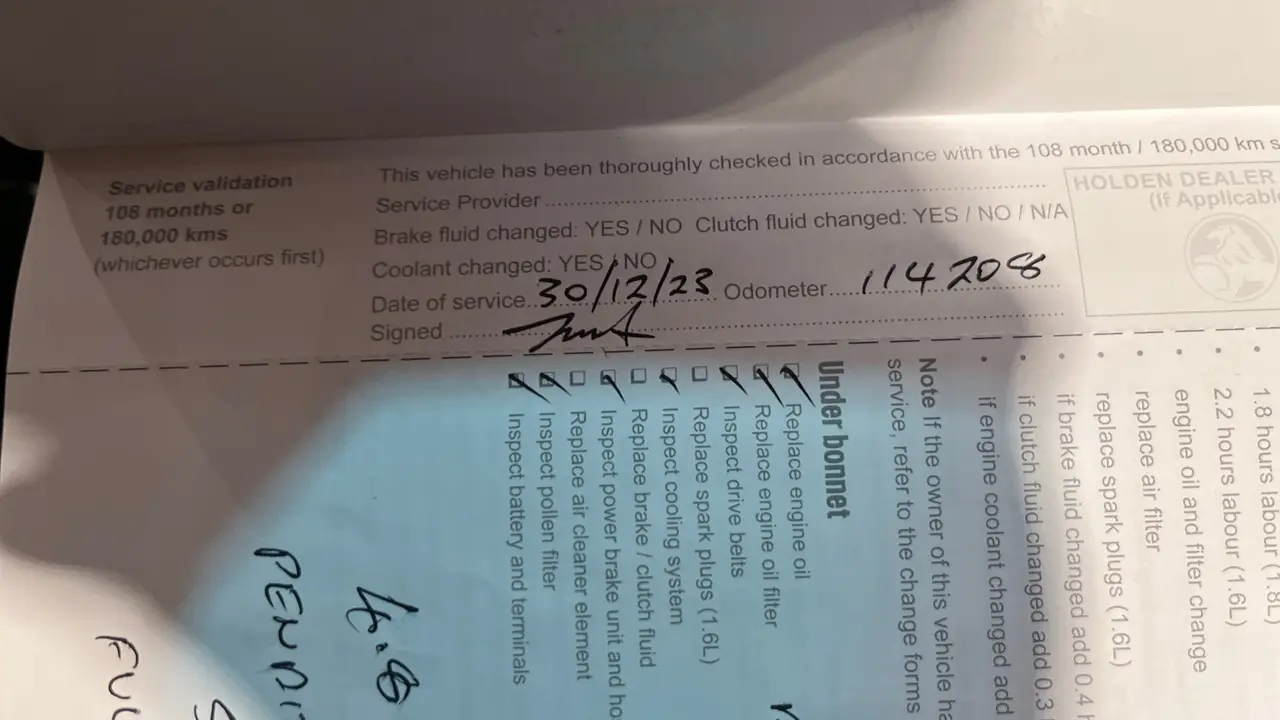 Service validation
108 months or
180,000 kms
(whichever occurs first)
This vehicle has been thoroughly checked in accordance with the 108 month / 180,000 km s
Service Provider
Brake fluid changed: YES / NO Clutch fluid changed: YES / NO / N/A
Coolant changed: YES / NO
Date of service 30/12/23 Odometer 114208
Signed
HOLDEN DEALER
(If Applicable
1.8 hours labour (1.8L)
2.2 hours labour (1.6L)
engine oil and filter change
replace air filter
replace spark plugs (1.6L)
if brake fluid changed add 0.4 h
if clutch fluid changed add 0.3
if engine coolant changed add
Note If the owner of this vehicle ha
service, refer to the change forms
Under bonnet
Replace engine oil
Replace engine oil filter
Inspect drive belts
Replace spark plugs (1.6L)
Inspect cooling system
Replace brake / clutch fluid
Inspect power brake unit and ho
Replace air cleaner element
Inspect pollen filter
Inspect battery and terminals
4.8